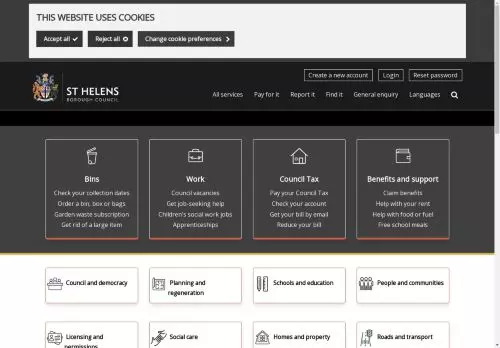 THIS WEBSITE USES COOKIES
Accept all
Reject all
Change cookie preferences
Create a new account
Login
Reset password
ST HELENS
BOROUGH COUNCIL
All services
Pay for it
Report it
Find it
General enquiry
Languages
Bins
Check your collection dates
Order a bin, box or bags
Garden waste subscription
Get rid of a large item
Work
Council vacancies
Get job-seeking help
Children's social work jobs
Apprenticeships
Council Tax
Pay your Council Tax
Check your account
Get your bill by email
Reduce your bill
Benefits and support
Claim benefits
Help with your rent
Help with food or fuel
Free school meals
Council and democracy
Planning and
regeneration
Schools and education
People and communities
Licensing and
permissions
Social care
Homes and property
Roads and transport